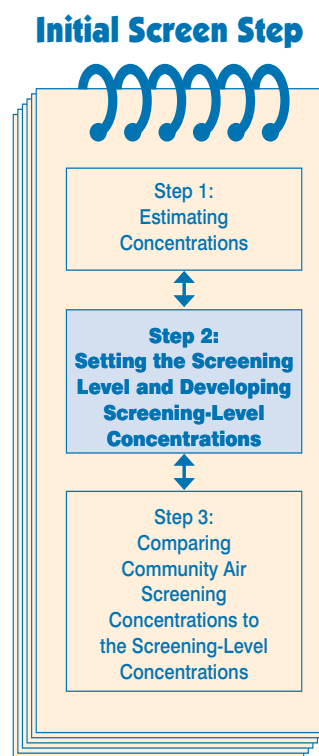 Initial Screen Step
Step 1:
Estimating
Concentrations
Step 2:
Setting the Screening
Level and Developing
Screening-Level
Concentrations
Step 3:
Comparing
Community Air
Screening
Concentrations to
the Screening-Level
Concentrations